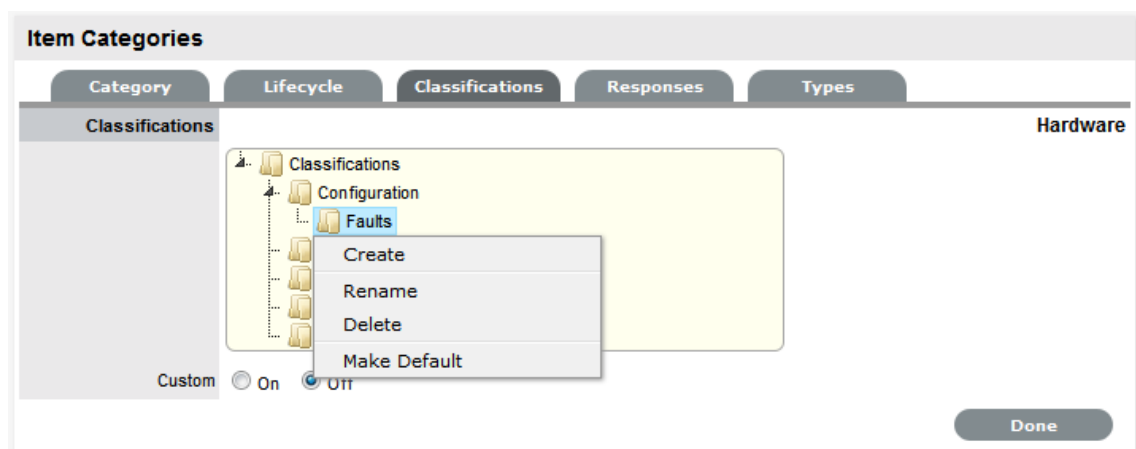 Item Categories
Category Lifecycle Classifications Responses Types
Classifications Hardware
Classifications
Configuration
Faults
Create
Rename
Delete
Make Default
Custom On Off
Done